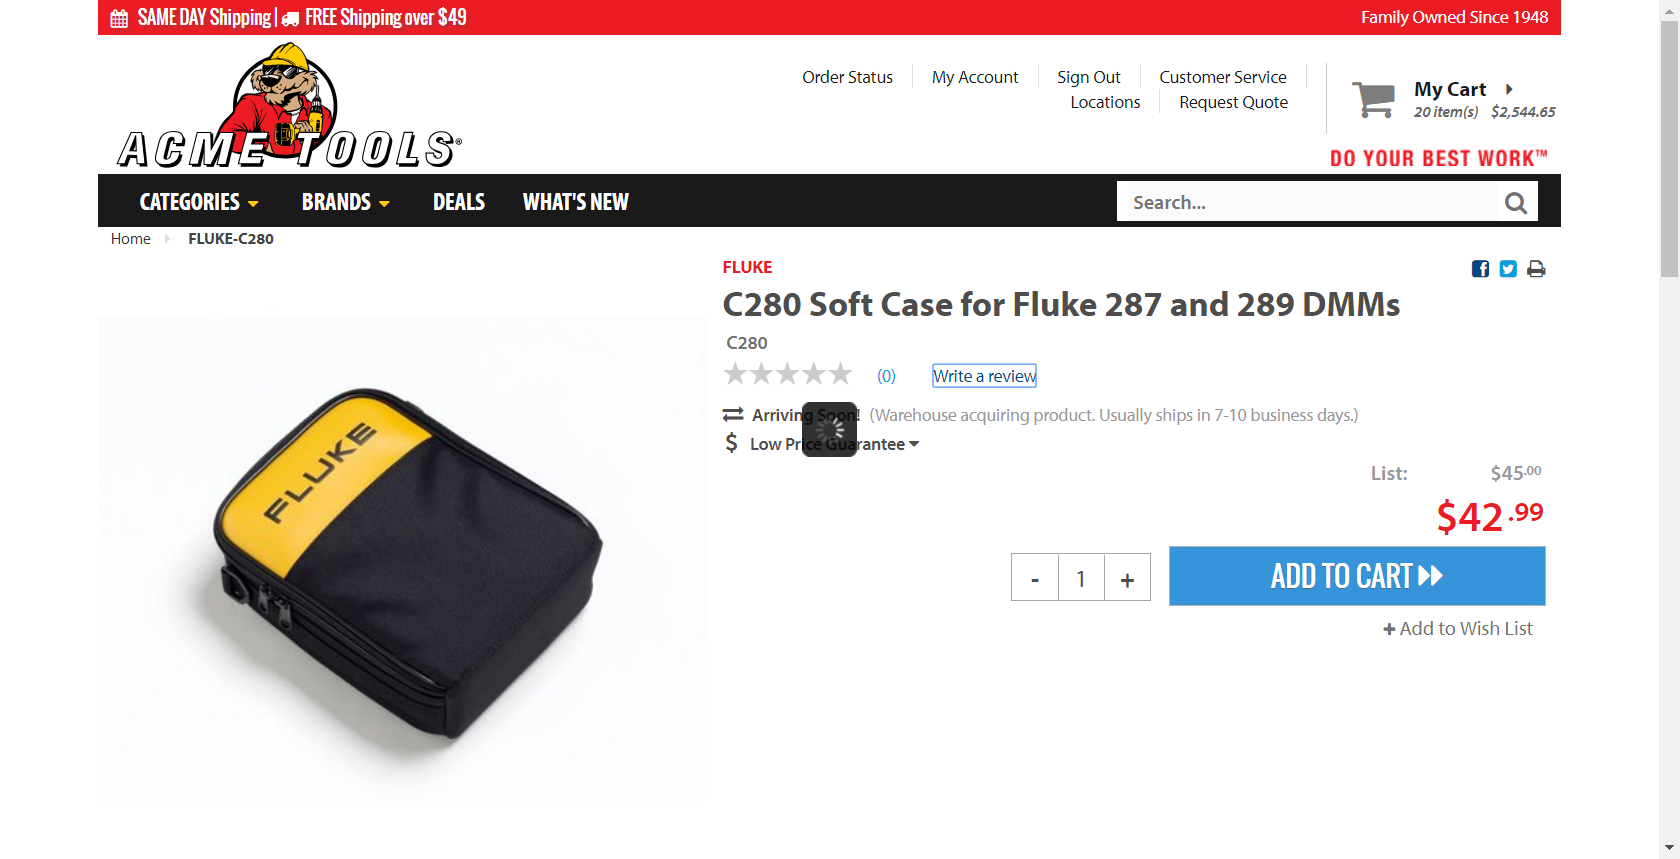 SAME DAY Shipping | FREE Shipping over $49
Family Owned Since 1948
ACME TOOLS®
Order Status
My Account
Sign Out
Customer Service
Locations
Request Quote
My Cart
20 item(s) $2,544.65
DO YOUR BEST WORK™
CATEGORIES
BRANDS
DEALS
WHAT'S NEW
Search...
Home
FLUKE-C280
FLUKE
C280 Soft Case for Fluke 287 and 289 DMMs
C280
(0)
Write a review
Arriving Soon! (Warehouse acquiring product. Usually ships in 7-10 business days.)
$ Low Price Guarantee
List: $45.00
$42.99
- 1 +
ADD TO CART
+ Add to Wish List
FLUKE